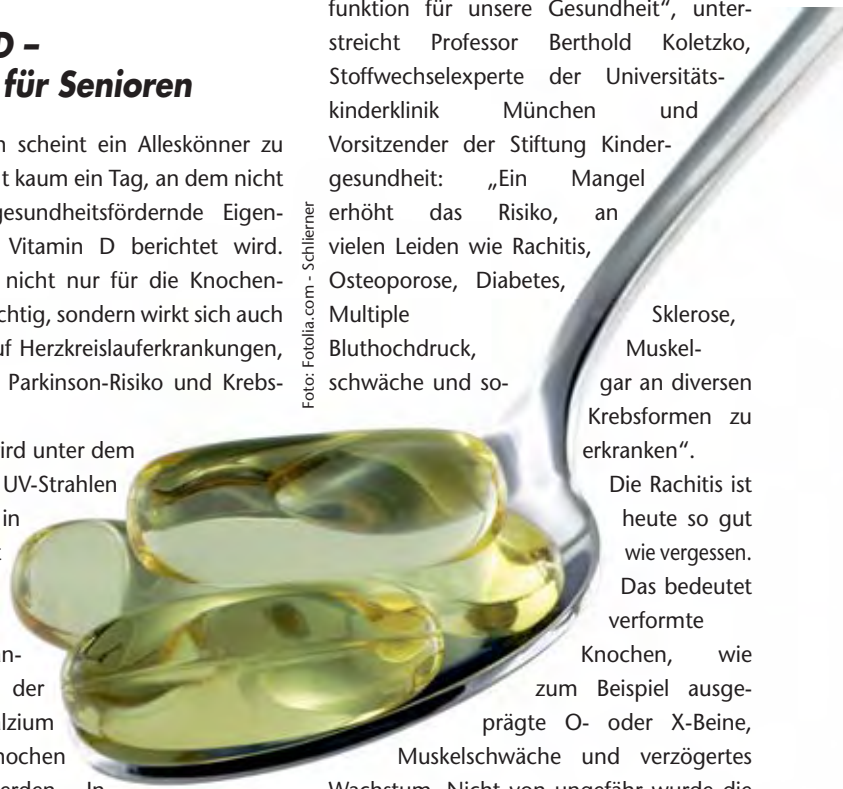 D –
für Senioren
n scheint ein Alleskönner zu
t kaum ein Tag, an dem nicht
gesundheitsfördernde Eigen-
Vitamin D berichtet wird.
nicht nur für die Knochen-
chtig, sondern wirkt sich auch
uf Herzkreislauferkrankungen,
Parkinson-Risiko und Krebs-
ird unter dem
UV-Strahlen
in
n-
der
lzium
nochen
erden. In
Foto: Fotolia.com - Schlierner
funktion für unsere Gesundheit“, unter-
streicht Professor Berthold Koletzko,
Stoffwechselexperte der Universitäts-
kinderklinik München und
Vorsitzender der Stiftung Kinder-
gesundheit: „Ein Mangel
erhöht das Risiko, an
vielen Leiden wie Rachitis,
Osteoporose, Diabetes,
Multiple Sklerose,
Bluthochdruck, Muskel-
schwäche und so- gar an diversen
Krebsformen zu
erkranken“.
Die Rachitis ist
heute so gut
wie vergessen.
Das bedeutet
verformte
Knochen, wie
zum Beispiel ausge-
prägte O- oder X-Beine,
Muskelschwäche und verzögertes
Wachstum. Nicht von ungefähr wurde die